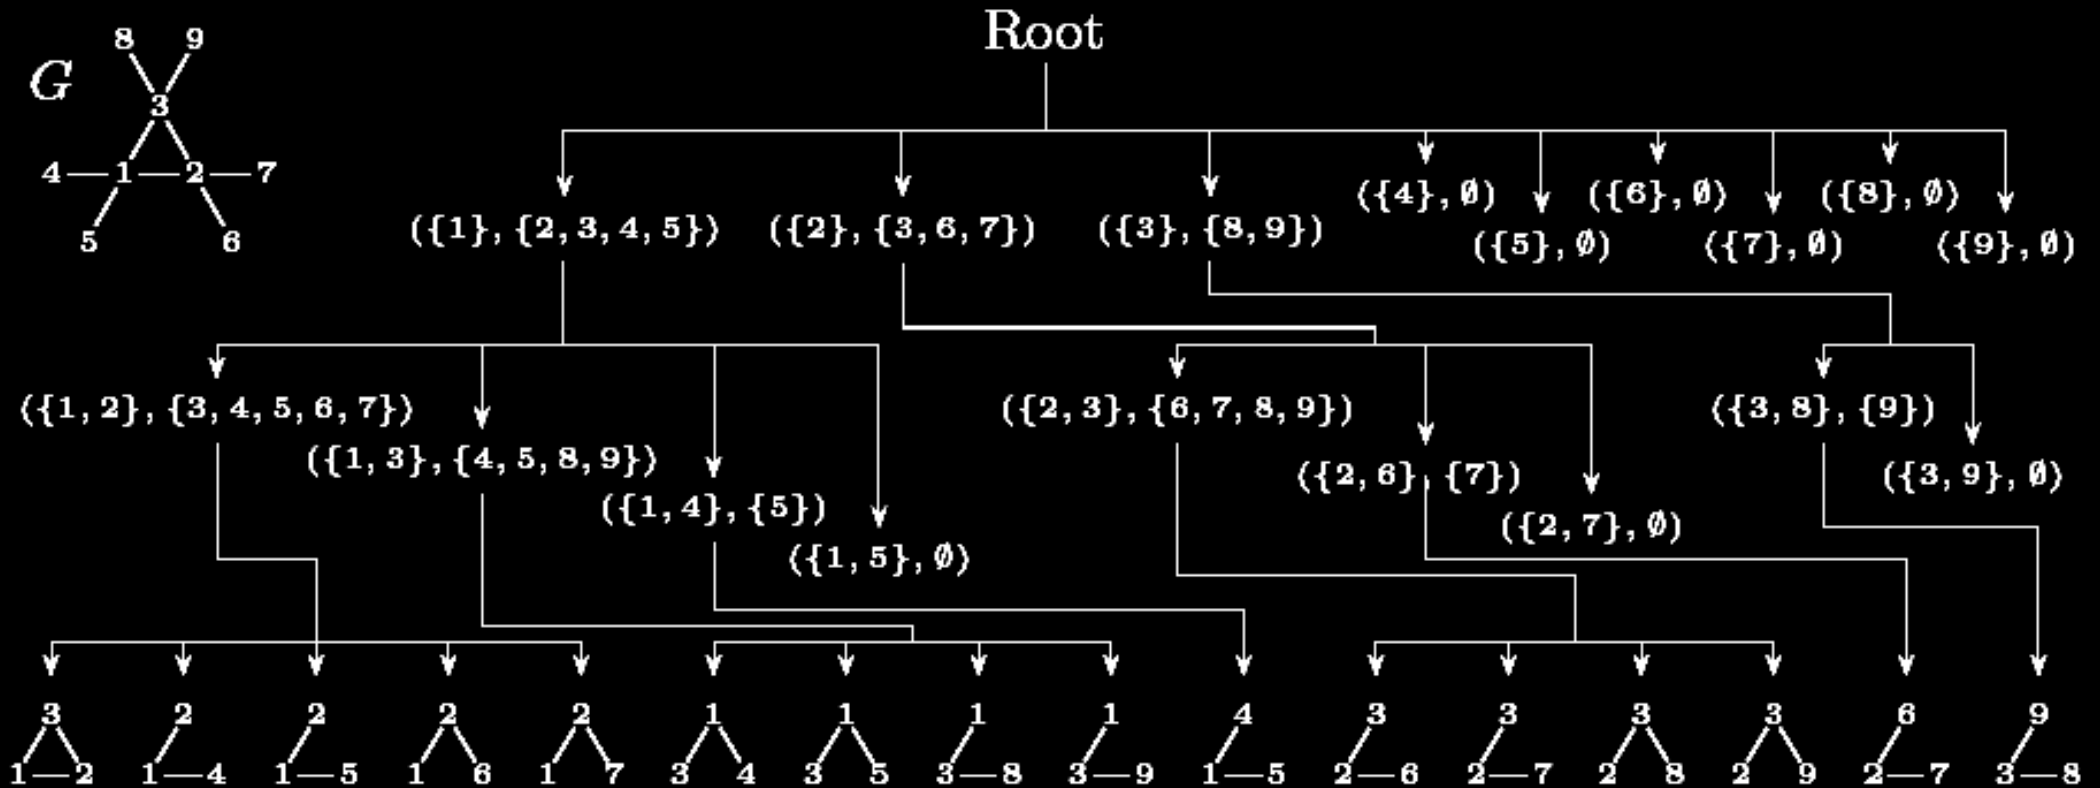 Root
8 9
G
3
4 1 2 7
5 6
({1}, {2, 3, 4, 5}) ({2}, {3, 6, 7}) ({3}, {8, 9}) ({4}, ∅) ({5}, ∅) ({6}, ∅) ({7}, ∅) ({8}, ∅) ({9}, ∅)
({1, 2}, {3, 4, 5, 6, 7}) ({1, 3}, {4, 5, 8, 9}) ({1, 4}, {5}) ({1, 5}, ∅) ({2, 3}, {6, 7, 8, 9}) ({2, 6}, {7}) ({2, 7}, ∅) ({3, 8}, {9}) ({3, 9}, ∅)
3 2 2 2 2 1 1 1 1 4 3 3 3 3 6 9
1 2 1 4 1 5 1 6 1 7 3 4 3 5 3 8 3 9 1 5 2 6 2 7 2 8 2 9 2 7 3 8